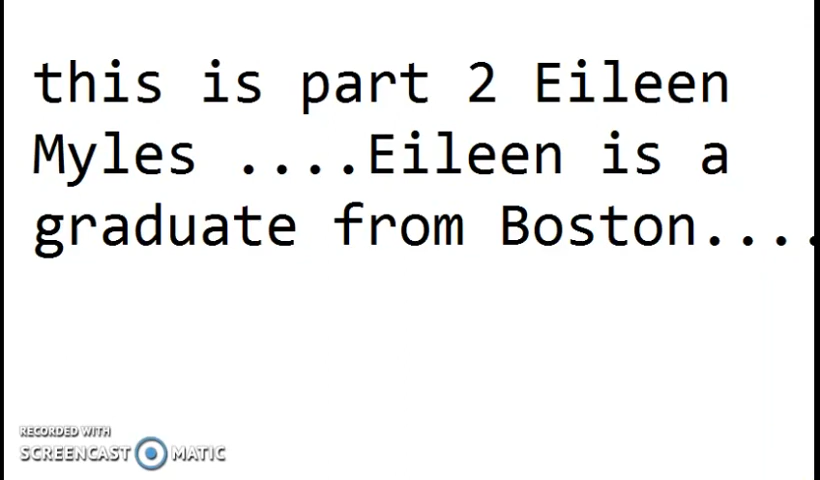 this is part 2 Eileen
Myles ....Eileen is a
graduate from Boston....
RECORDED WITH
SCREENCAST MATIC